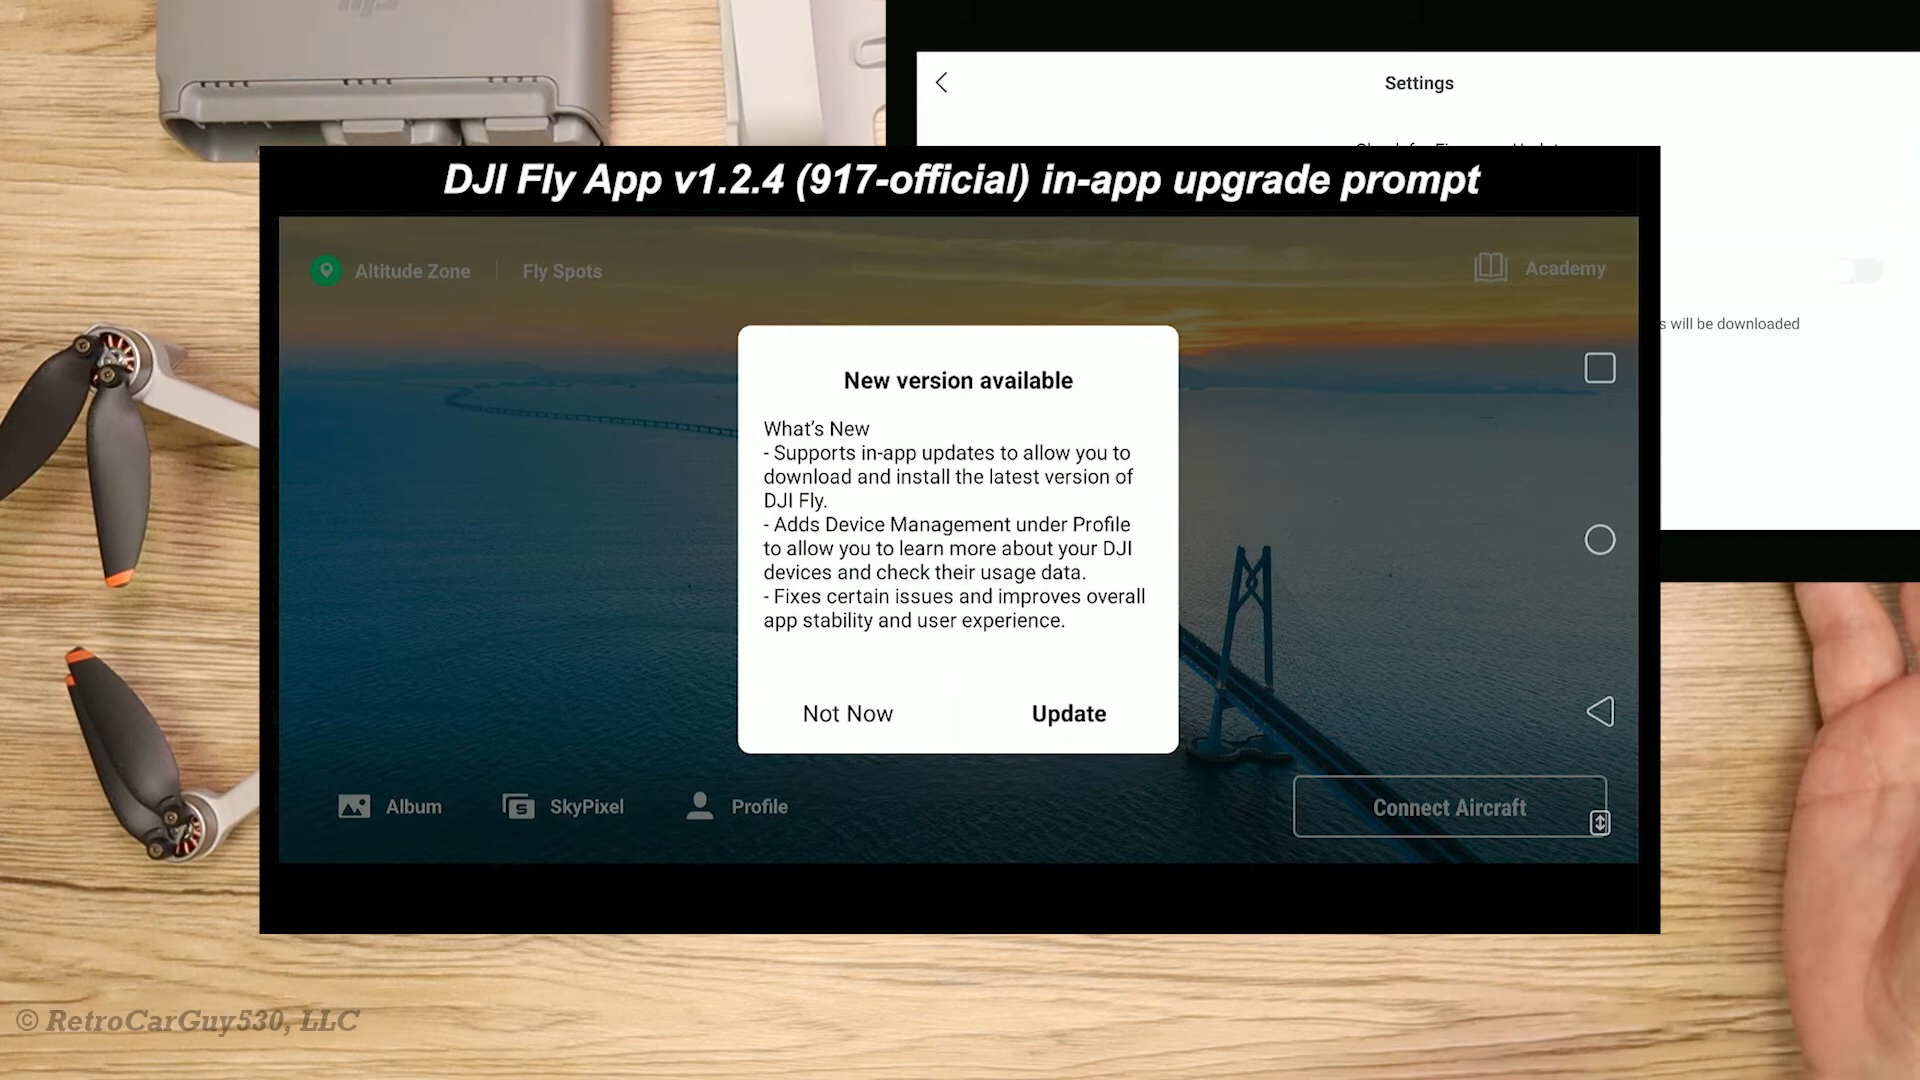 Settings
DJI Fly App v1.2.4 (917-official) in-app upgrade prompt
Altitude Zone
Fly Spots
Academy
s will be downloaded
New version available
What’s New
- Supports in-app updates to allow you to
download and install the latest version of
DJI Fly.
- Adds Device Management under Profile
to allow you to learn more about your DJI
devices and check their usage data.
- Fixes certain issues and improves overall
app stability and user experience.
Not Now
Update
Album
SkyPixel
Profile
Connect Aircraft
© RetroCarGuy530, LLC